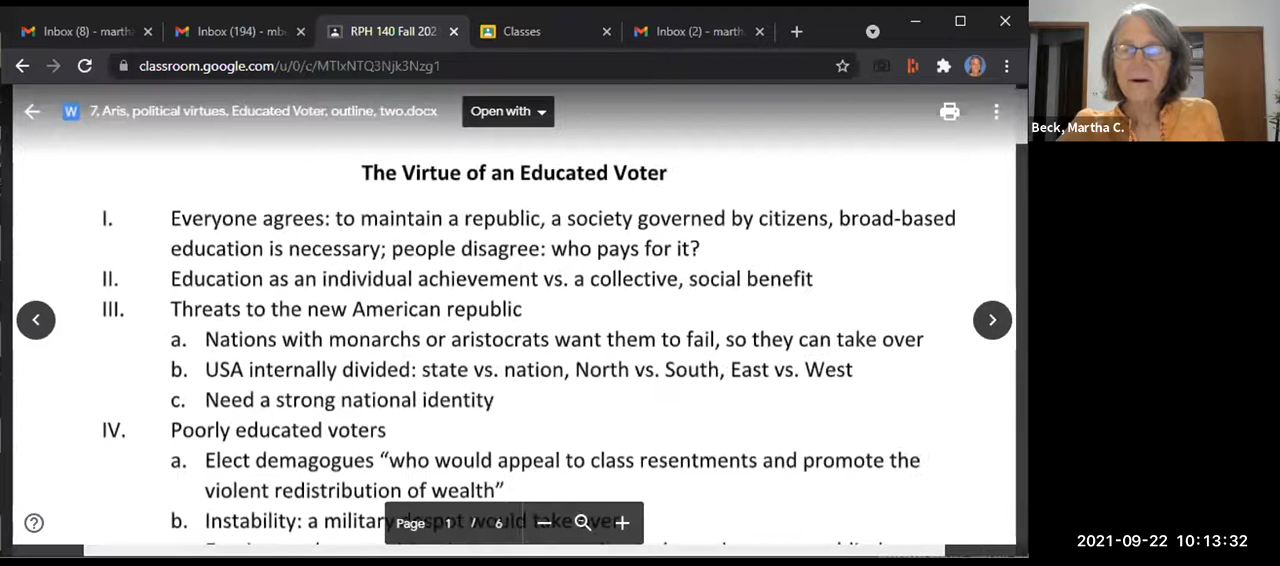 Inbox (8) - marth
Inbox (194) - mb
RPH 140 Fall 202
Classes
Inbox (2) - marth
classroom.google.com/u/0/c/MTIxNTQ3Njk3Nzg1
W
7, Aris, political virtues, Educated Voter, outline, two.docx
Open with
Beck, Martha C.
The Virtue of an Educated Voter
I. Everyone agrees: to maintain a republic, a society governed by citizens, broad-based
education is necessary; people disagree: who pays for it?
II. Education as an individual achievement vs. a collective, social benefit
III. Threats to the new American republic
a. Nations with monarchs or aristocrats want them to fail, so they can take over
b. USA internally divided: state vs. nation, North vs. South, East vs. West
c. Need a strong national identity
IV. Poorly educated voters
a. Elect demagogues “who would appeal to class resentments and promote the
violent redistribution of wealth”
b. Instability: a military despot would take over
Page 1 / 6
2021-09-22 10:13:32